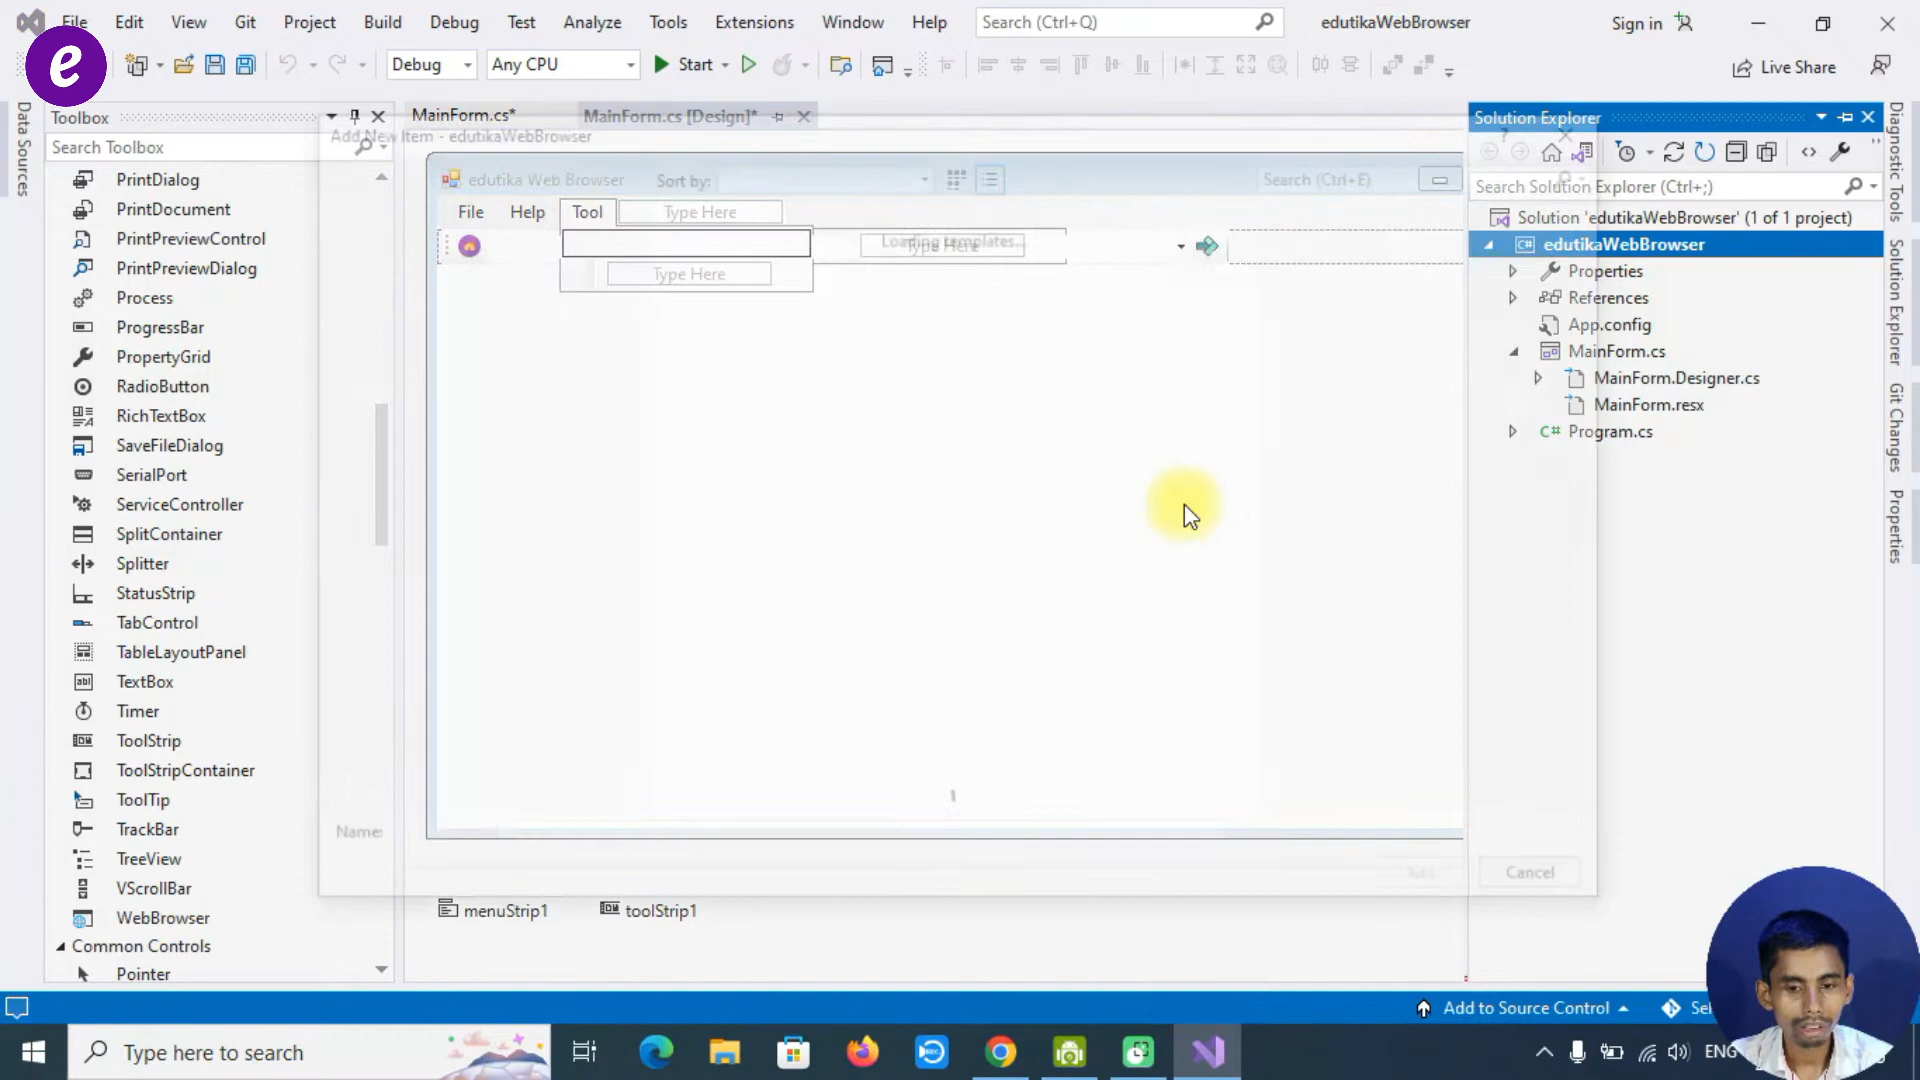 File Edit View Git Project Build Debug Test Analyze Tools Extensions Window Help Search (Ctrl+Q) edutikaWebBrowser Sign in
e
Debug Any CPU Start Live Share
Data Sources
Toolbox
Search Toolbox
PrintDialog
PrintDocument
PrintPreviewControl
PrintPreviewDialog
Process
ProgressBar
PropertyGrid
RadioButton
RichTextBox
SaveFileDialog
SerialPort
ServiceController
SplitContainer
Splitter
StatusStrip
TabControl
TableLayoutPanel
TextBox
Timer
ToolStrip
ToolStripContainer
ToolTip
TrackBar
TreeView
VScrollBar
WebBrowser
Common Controls
Pointer
MainForm.cs* MainForm.cs [Design]*
Add New Item - edutikaWebBrowser
edutika Web Browser Sort by: Search (Ctrl+E)
File Help Tool Type Here
Loading templates...
Type Here
Type Here
Name:
Cancel
menuStrip1 toolStrip1
Solution Explorer
Search Solution Explorer (Ctrl+;)
Solution 'edutikaWebBrowser' (1 of 1 project)
C# edutikaWebBrowser
Properties
References
App.config
MainForm.cs
MainForm.Designer.cs
MainForm.resx
C# Program.cs
Diagnostic Tools
Solution Explorer
Git Changes
Properties
Add to Source Control
Type here to search
ENG